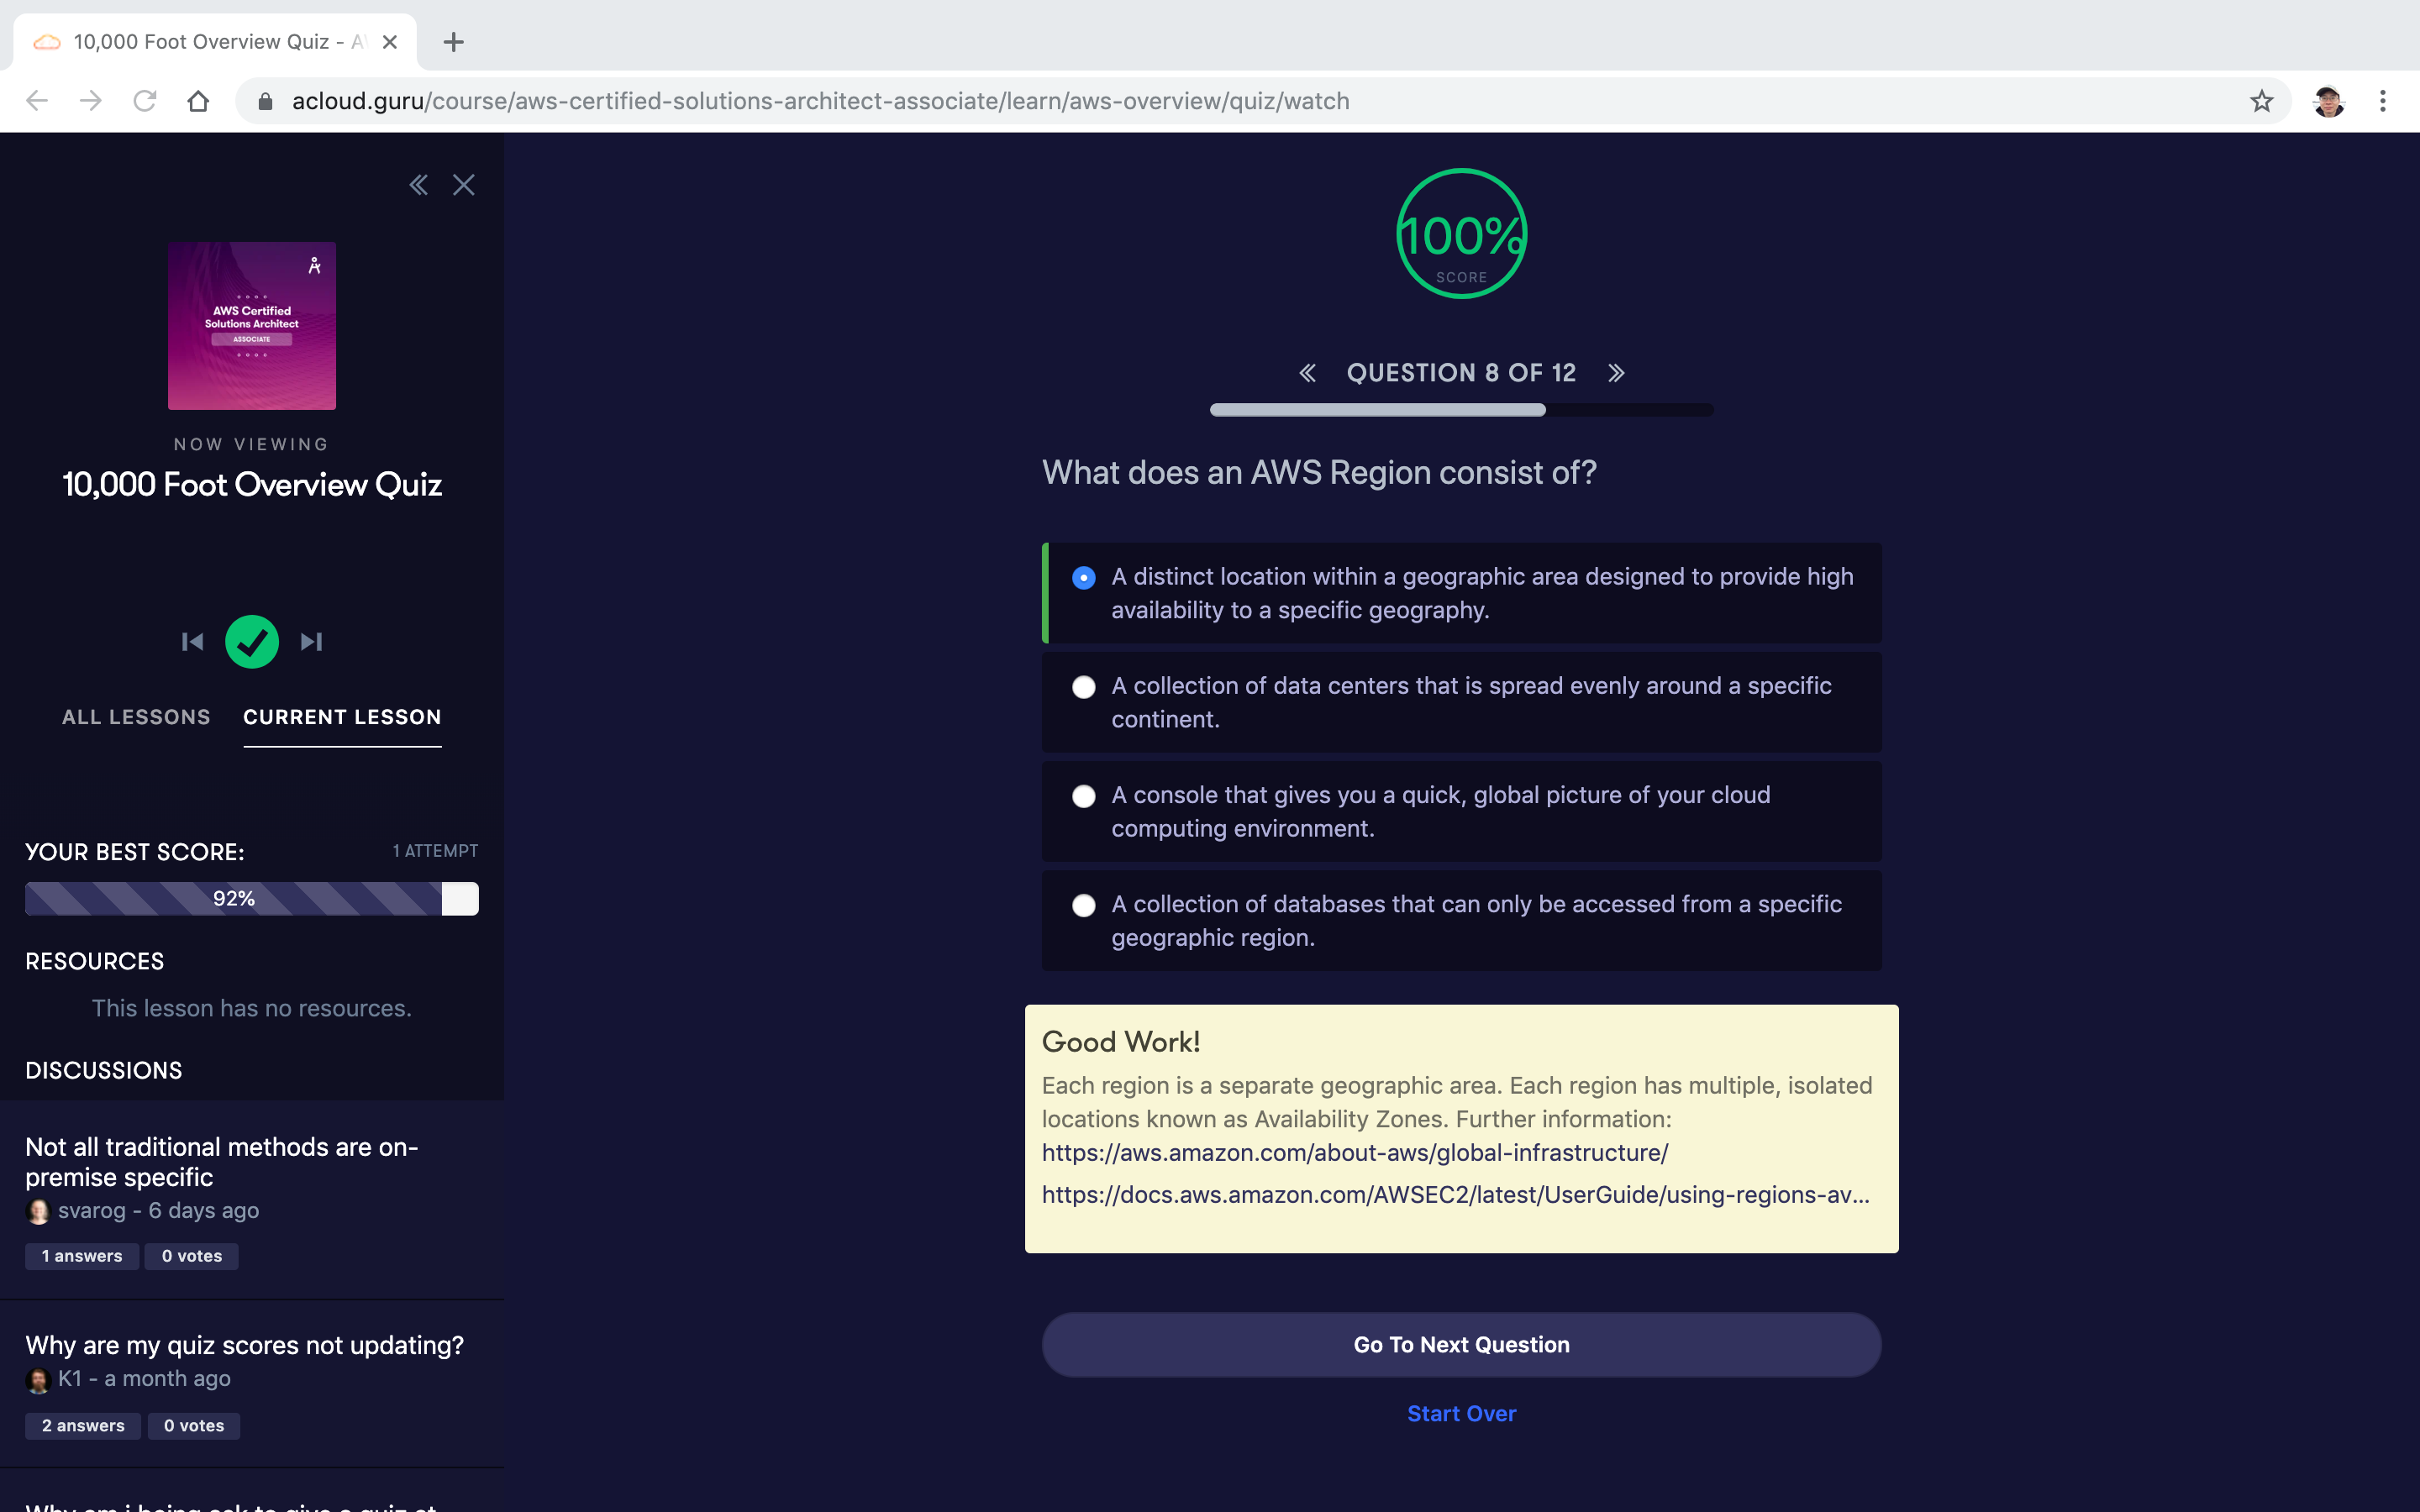 10,000 Foot Overview Quiz - A
acloud.guru/course/aws-certified-solutions-architect-associate/learn/aws-overview/quiz/watch
AWS Certified
Solutions Architect
ASSOCIATE
NOW VIEWING
10,000 Foot Overview Quiz
ALL LESSONS
CURRENT LESSON
YOUR BEST SCORE:
1 ATTEMPT
92%
RESOURCES
This lesson has no resources.
DISCUSSIONS
Not all traditional methods are on-
premise specific
svarog - 6 days ago
1 answers
0 votes
Why are my quiz scores not updating?
K1 - a month ago
2 answers
0 votes
Why am i being ask to give a quiz at
100%
SCORE
QUESTION 8 OF 12
What does an AWS Region consist of?
A distinct location within a geographic area designed to provide high
availability to a specific geography.
A collection of data centers that is spread evenly around a specific
continent.
A console that gives you a quick, global picture of your cloud
computing environment.
A collection of databases that can only be accessed from a specific
geographic region.
Good Work!
Each region is a separate geographic area. Each region has multiple, isolated
locations known as Availability Zones. Further information:
https://aws.amazon.com/about-aws/global-infrastructure/
https://docs.aws.amazon.com/AWSEC2/latest/UserGuide/using-regions-av...
Go To Next Question
Start Over